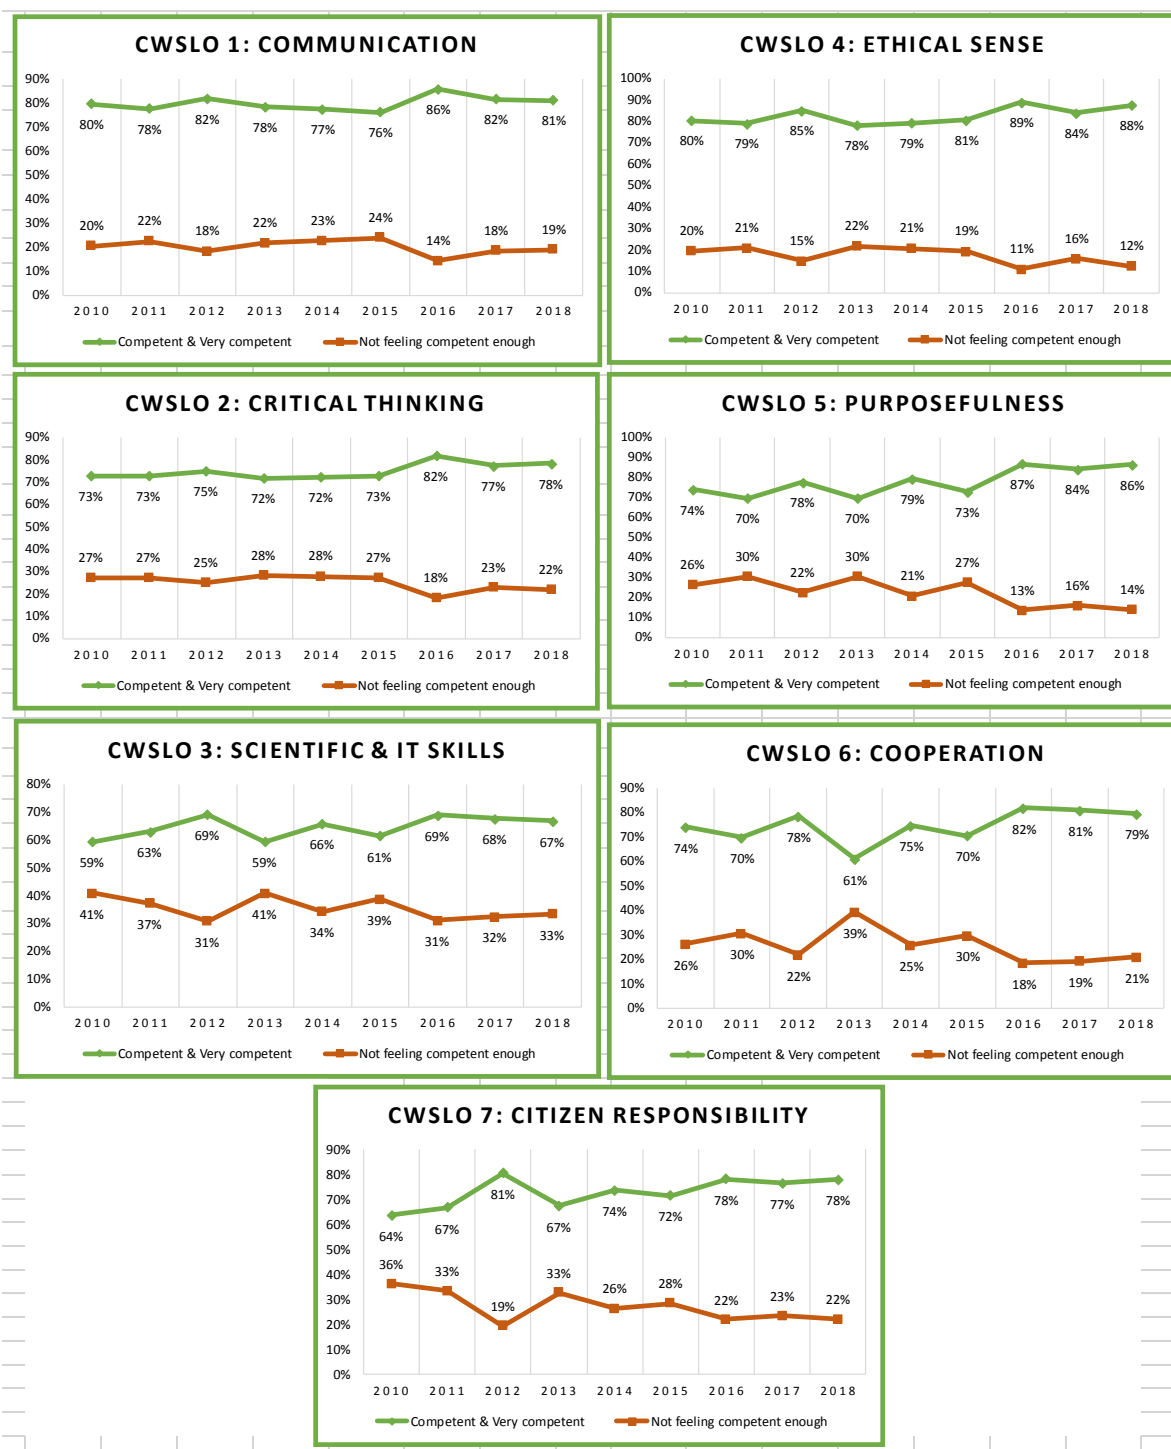 CWSLO 1: COMMUNICATION
90%
80%
70%
60%
50%
40%
30%
20%
10%
0%
80% 78% 82% 78% 77% 76% 86% 82% 81%
20% 22% 18% 22% 23% 24% 14% 18% 19%
2010 2011 2012 2013 2014 2015 2016 2017 2018
Competent & Very competent Not feeling competent enough
CWSLO 4: ETHICAL SENSE
100%
90%
80%
70%
60%
50%
40%
30%
20%
10%
0%
80% 79% 85% 78% 79% 81% 89% 84% 88%
20% 21% 15% 22% 21% 19% 11% 16% 12%
2010 2011 2012 2013 2014 2015 2016 2017 2018
Competent & Very competent Not feeling competent enough
CWSLO 2: CRITICAL THINKING
90%
80%
70%
60%
50%
40%
30%
20%
10%
0%
73% 73% 75% 72% 72% 73% 82% 77% 78%
27% 27% 25% 28% 28% 27% 18% 23% 22%
2010 2011 2012 2013 2014 2015 2016 2017 2018
Competent & Very competent Not feeling competent enough
CWSLO 5: PURPOSEFULNESS
100%
90%
80%
70%
60%
50%
40%
30%
20%
10%
0%
74% 70% 78% 70% 79% 73% 87% 84% 86%
26% 30% 22% 30% 21% 27% 13% 16% 14%
2010 2011 2012 2013 2014 2015 2016 2017 2018
Competent & Very competent Not feeling competent enough
CWSLO 3: SCIENTIFIC & IT SKILLS
80%
70%
60%
50%
40%
30%
20%
10%
0%
59% 63% 69% 59% 66% 61% 69% 68% 67%
41% 37% 31% 41% 34% 39% 31% 32% 33%
2010 2011 2012 2013 2014 2015 2016 2017 2018
Competent & Very competent Not feeling competent enough
CWSLO 6: COOPERATION
90%
80%
70%
60%
50%
40%
30%
20%
10%
0%
74% 70% 78% 61% 75% 70% 82% 81% 79%
26% 30% 22% 39% 25% 30% 18% 19% 21%
2010 2011 2012 2013 2014 2015 2016 2017 2018
Competent & Very competent Not feeling competent enough
CWSLO 7: CITIZEN RESPONSIBILITY
90%
80%
70%
60%
50%
40%
30%
20%
10%
0%
64% 67% 81% 67% 74% 72% 78% 77% 78%
36% 33% 19% 33% 26% 28% 22% 23% 22%
2010 2011 2012 2013 2014 2015 2016 2017 2018
Competent & Very competent Not feeling competent enough